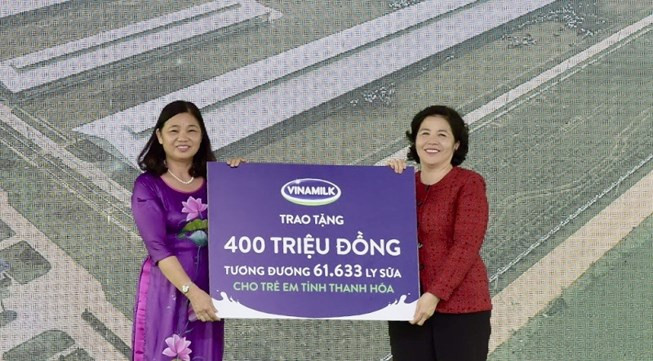 VINAMILK
TRAO TẶNG
400 TRIỆU ĐỒNG
TƯƠNG ĐƯƠNG 61.633 LY SỮA
CHO TRẺ EM TỈNH THANH HÓA